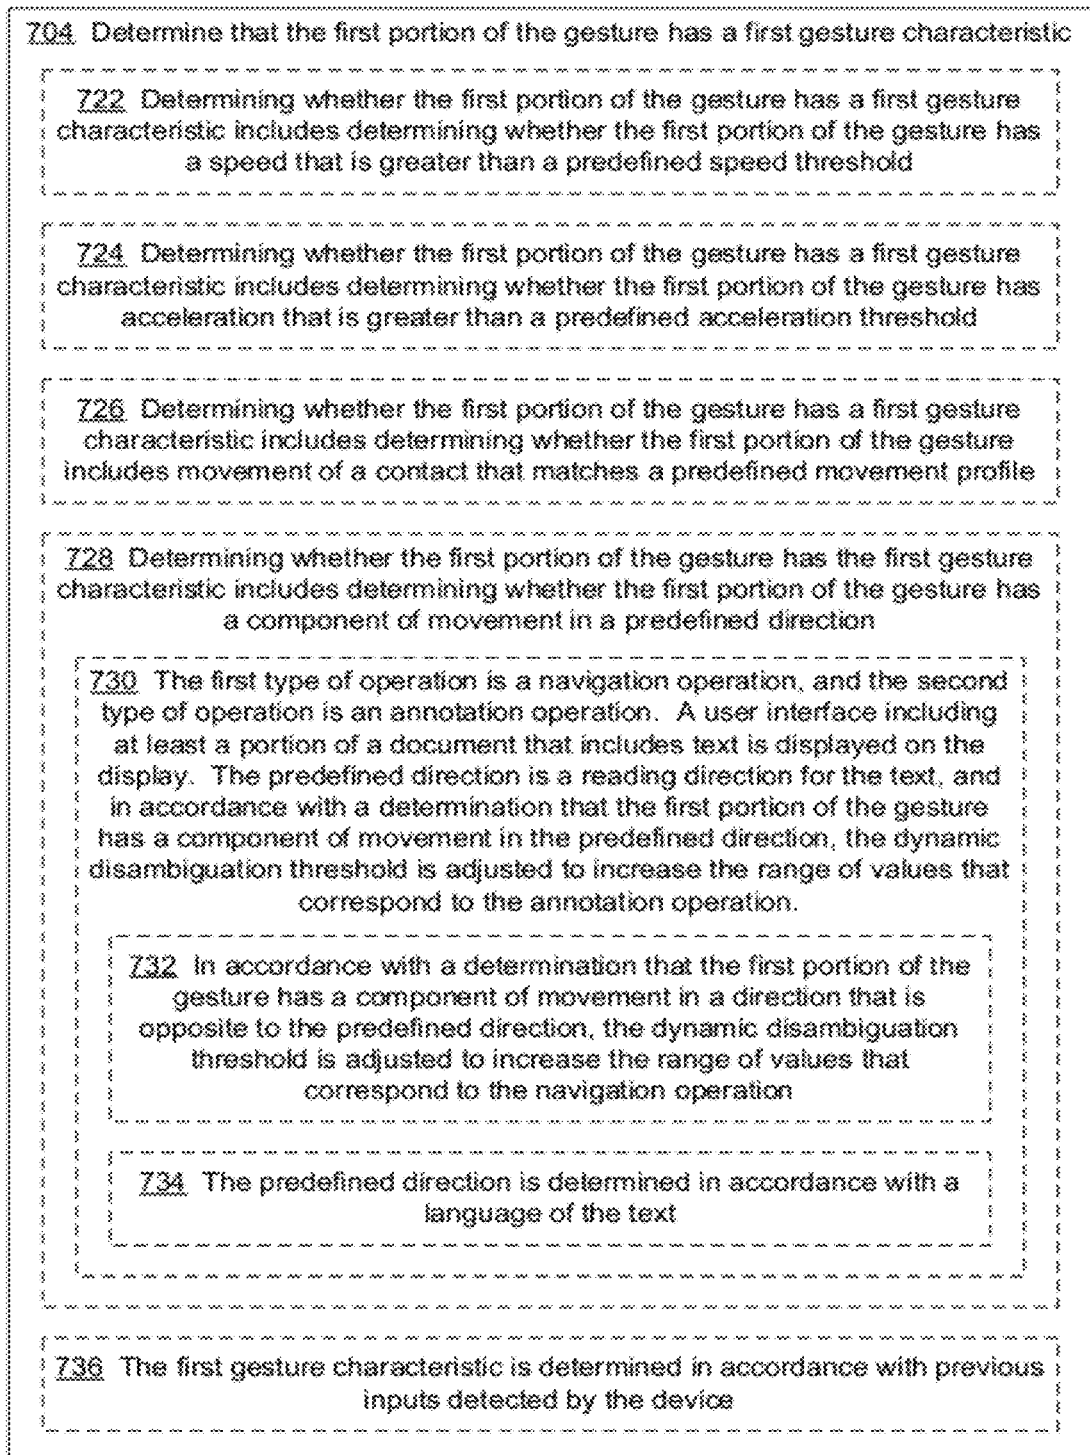 704 Determine that the first portion of the gesture has a first gesture characteristic
722 Determining whether the first portion of the gesture has a first gesture
characteristic includes determining whether the first portion of the gesture has
a speed that is greater than a predefined speed threshold
724 Determining whether the first portion of the gesture has a first gesture
characteristic includes determining whether the first portion of the gesture has
acceleration that is greater than a predefined acceleration threshold
726 Determining whether the first portion of the gesture has a first gesture
characteristic includes determining whether the first portion of the gesture
includes movement of a contact that matches a predefined movement profile
728 Determining whether the first portion of the gesture has the first gesture
characteristic includes determining whether the first portion of the gesture has
a component of movement in a predefined direction
730 The first type of operation is a navigation operation, and the second
type of operation is an annotation operation. A user interface including
at least a portion of a document that includes text is displayed on the
display. The predefined direction is a reading direction for the text, and
in accordance with a determination that the first portion of the gesture
has a component of movement in the predefined direction, the dynamic
disambiguation threshold is adjusted to increase the range of values that
correspond to the annotation operation.
732 In accordance with a determination that the first portion of the
gesture has a component of movement in a direction that is
opposite to the predefined direction, the dynamic disambiguation
threshold is adjusted to increase the range of values that
correspond to the navigation operation
734 The predefined direction is determined in accordance with a
language of the text
736 The first gesture characteristic is determined in accordance with previous
inputs detected by the device